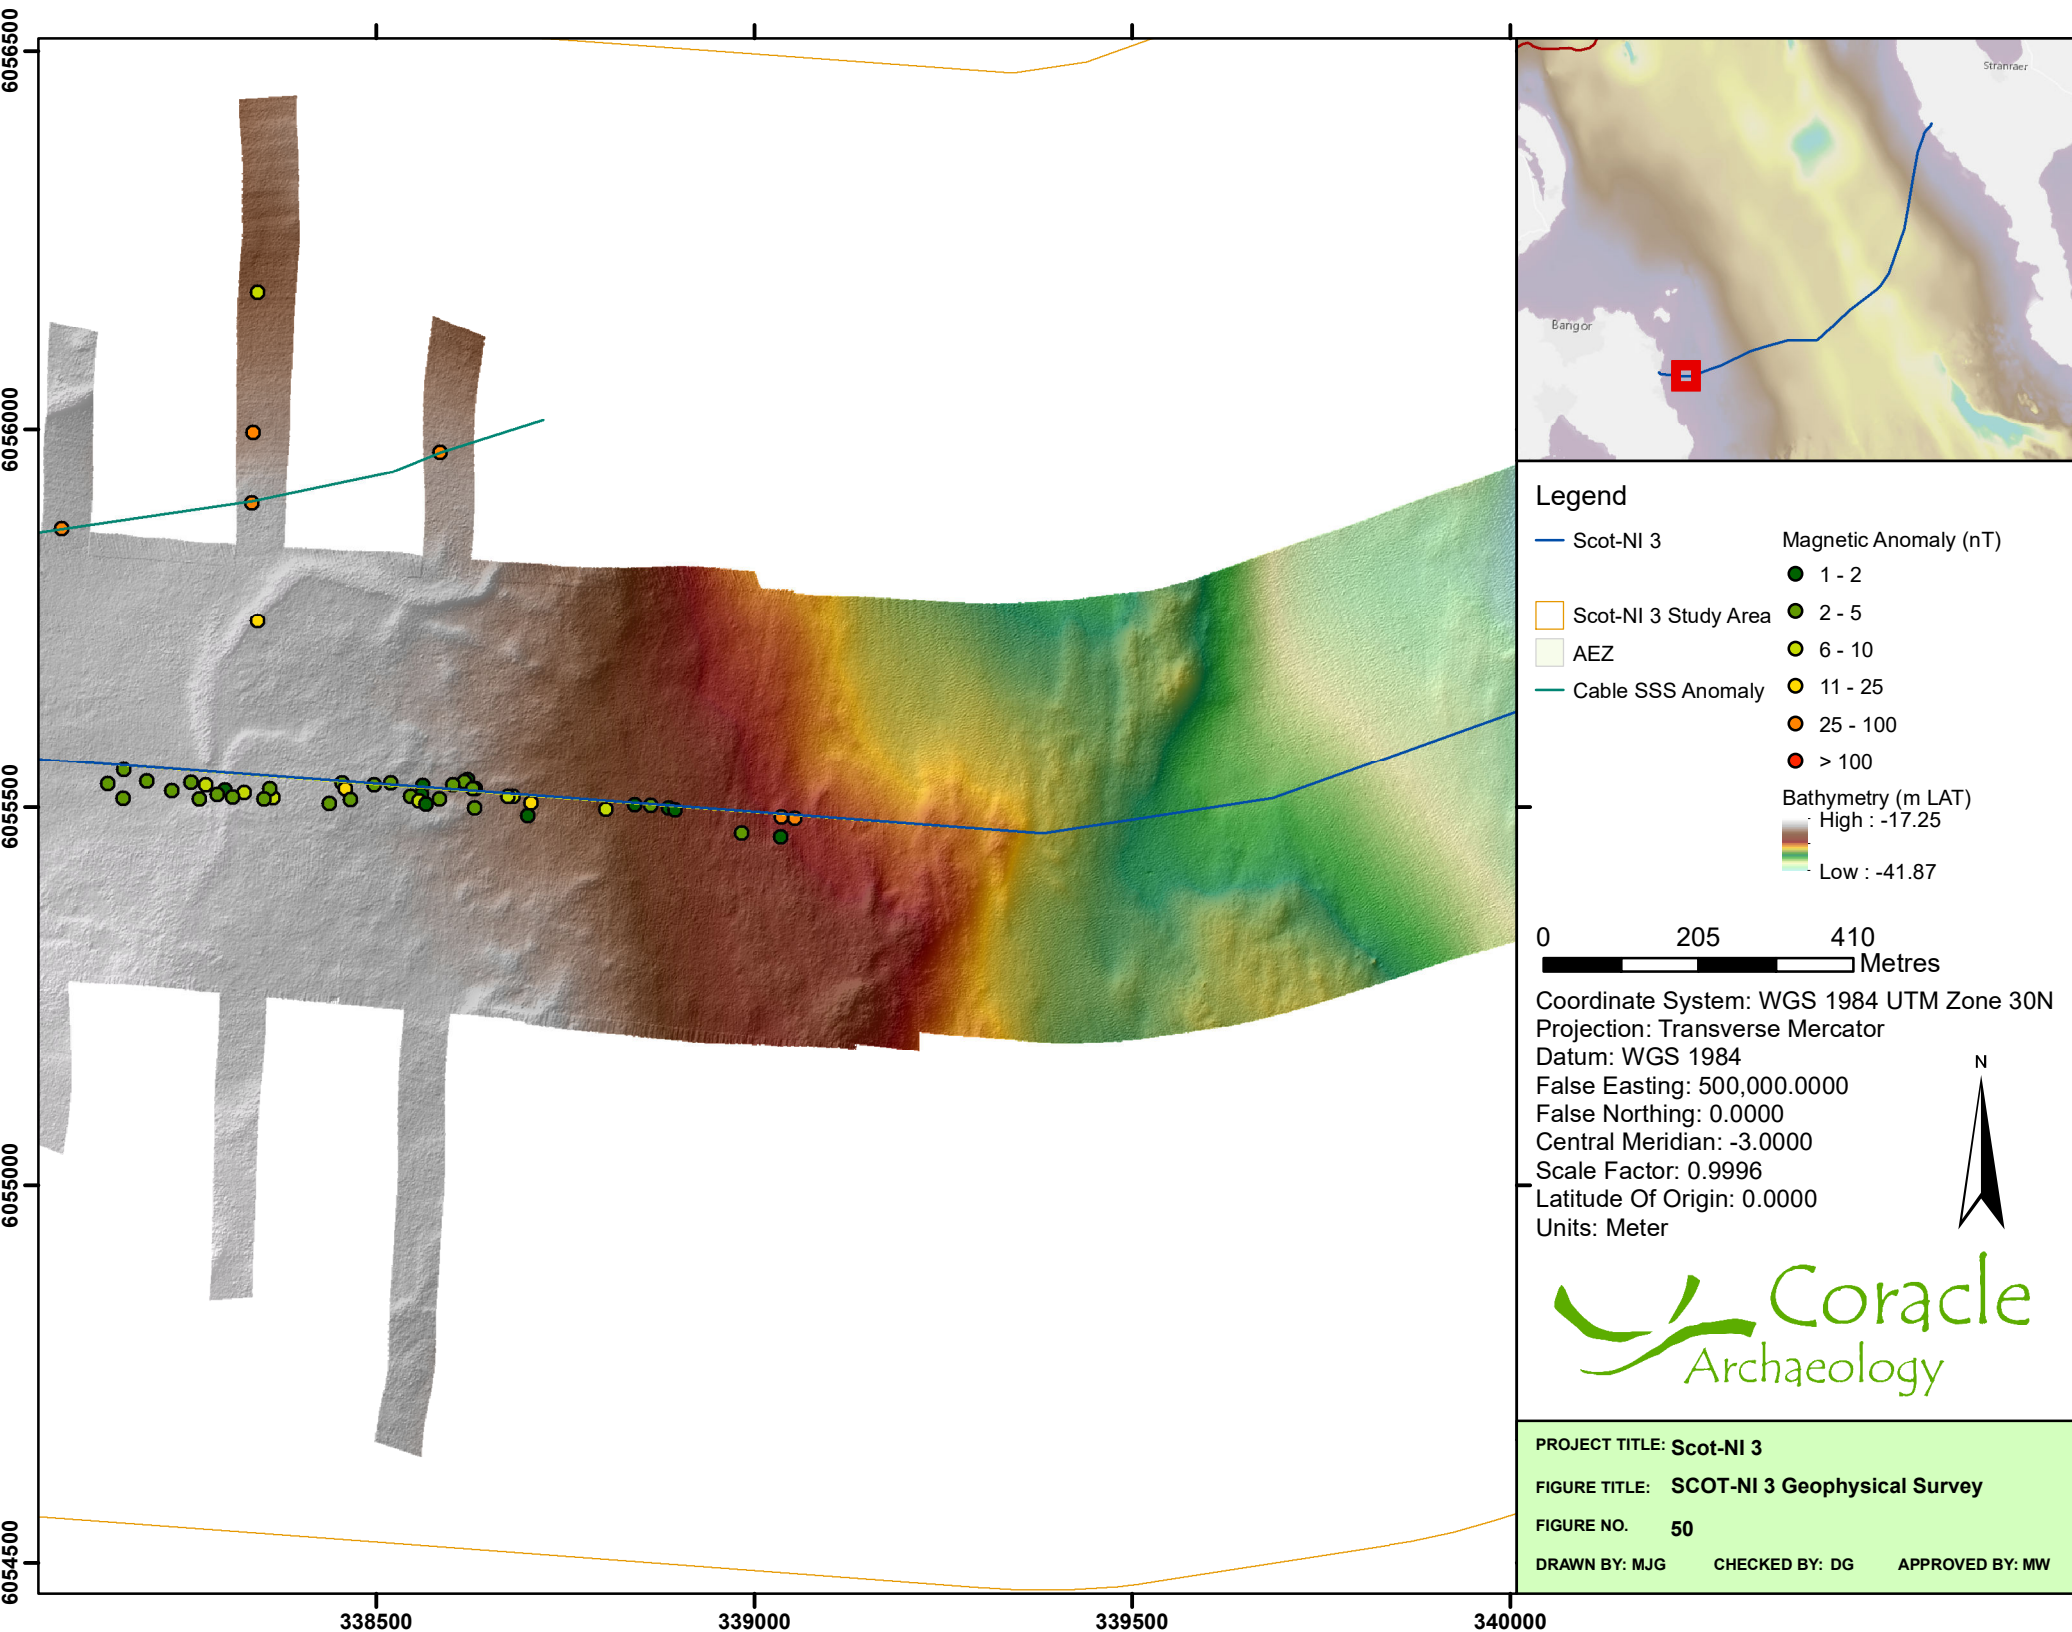 6056500
6056000
6055500
6055000
6054500
338500
339000
339500
340000
Stranraer
Bangor
Legend
Scot-NI 3
Scot-NI 3 Study Area
AEZ
Cable SSS Anomaly
Magnetic Anomaly (nT)
1 - 2
2 - 5
6 - 10
11 - 25
25 - 100
> 100
Bathymetry (m LAT)
High : -17.25
Low : -41.87
0 205 410
Metres
Coordinate System: WGS 1984 UTM Zone 30N
Projection: Transverse Mercator
Datum: WGS 1984
False Easting: 500,000.0000
False Northing: 0.0000
Central Meridian: -3.0000
Scale Factor: 0.9996
Latitude Of Origin: 0.0000
Units: Meter
N
Coracle
Archaeology
PROJECT TITLE: Scot-NI 3
FIGURE TITLE: SCOT-NI 3 Geophysical Survey
FIGURE NO. 50
DRAWN BY: MJG CHECKED BY: DG APPROVED BY: MW